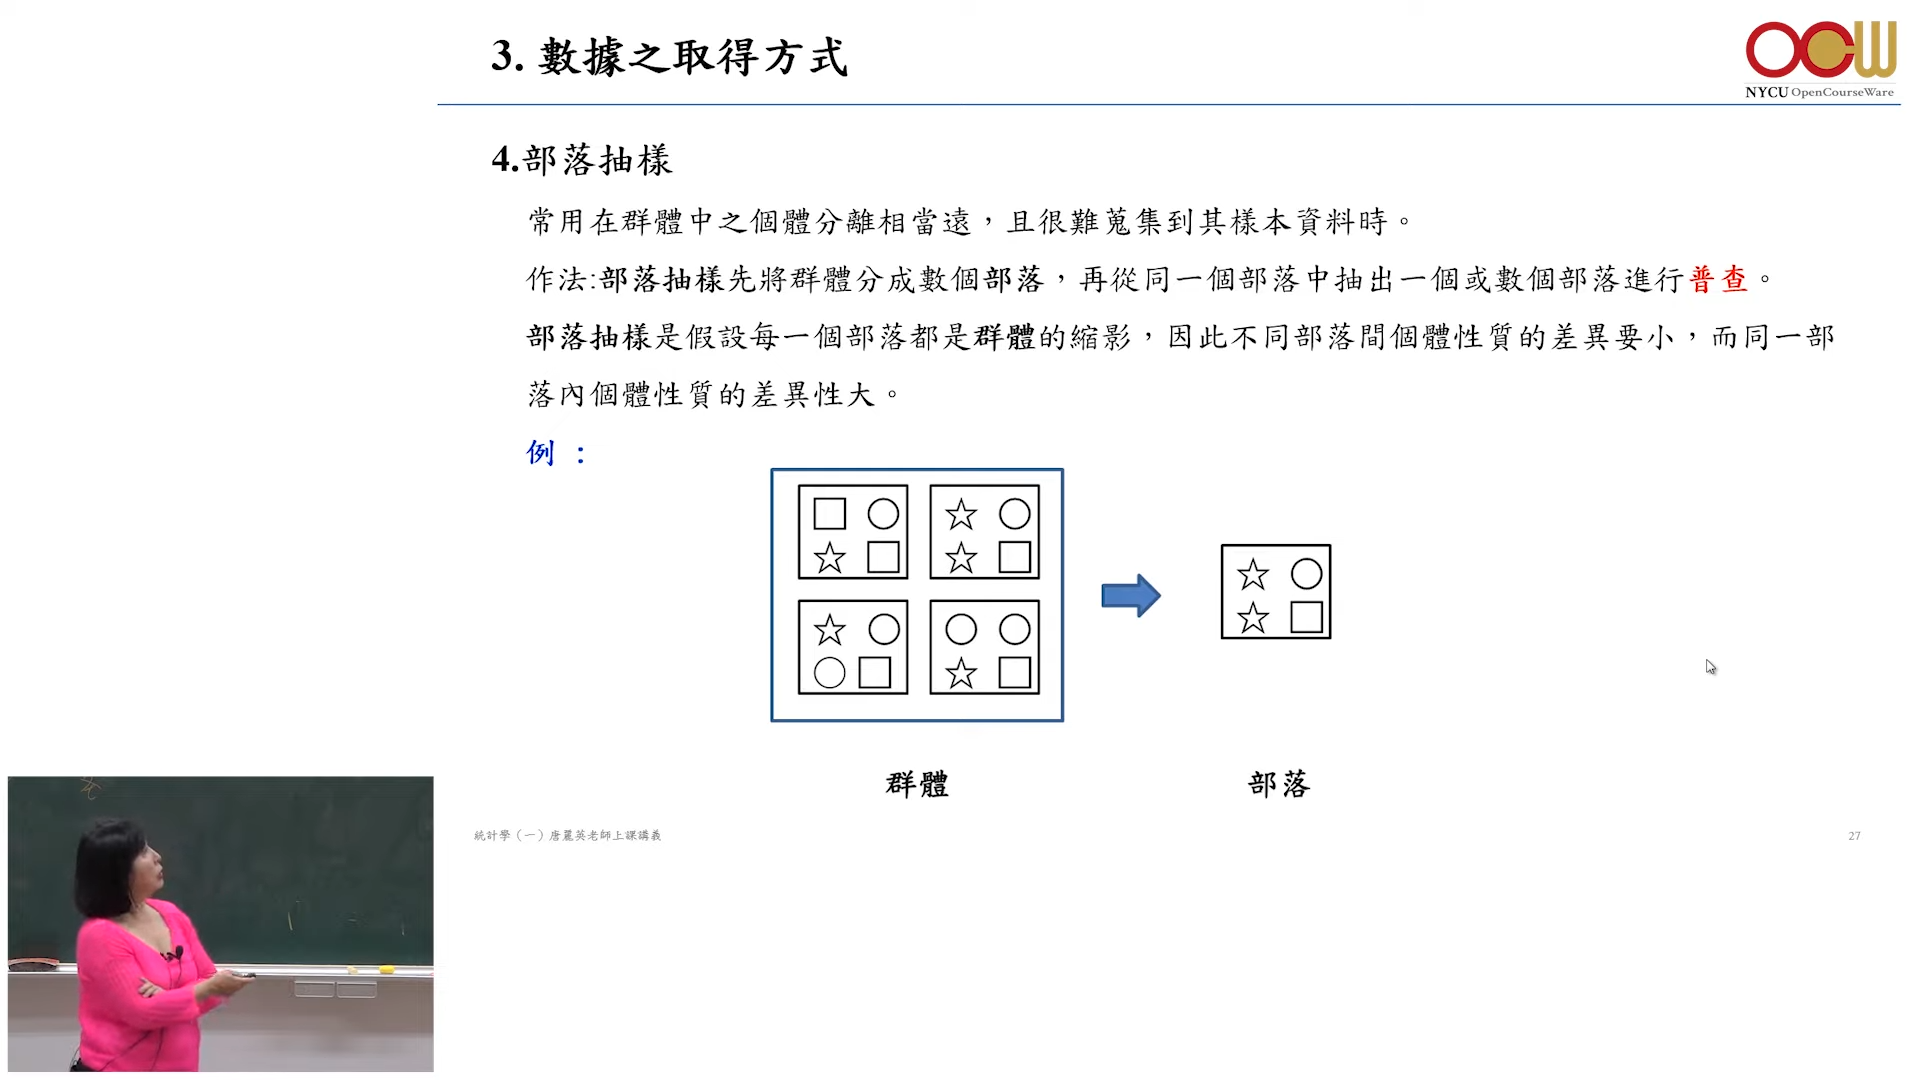 3. 數據之取得方式
OCW
NYCU OpenCourseWare
4.部落抽樣
常用在群體中之個體分離相當遠，且很難蒐集到其樣本資料時。
作法:部落抽樣先將群體分成數個部落，再從同一個部落中抽出一個或數個部落進行普查。
部落抽樣是假設每一個部落都是群體的縮影，因此不同部落間個體性質的差異要小，而同一部
落內個體性質的差異性大。
例：
群體
部落
統計學（一）唐麗英老師上課講義
27